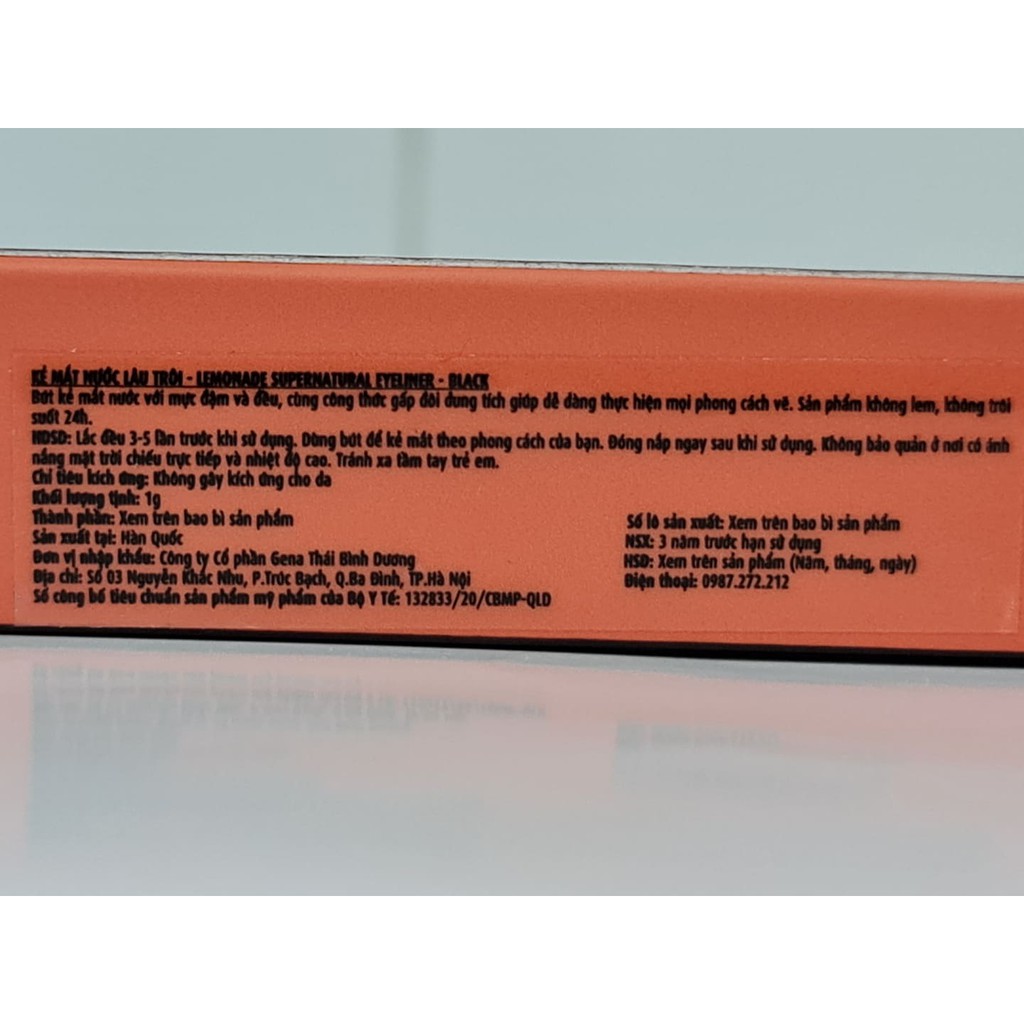 KẺ MẮT NƯỚC LÂU TRÔI - LEMONADE SUPERNATURAL EYELINER - BLACK
Bút kẻ mắt nước với mực đậm và đều, cùng công thức gấp đôi dung tích giúp dễ dàng thực hiện mọi phong cách vẽ. Sản phẩm không lem, không trôi
suốt 24h.
HDSD: Lắc đều 3-5 lần trước khi sử dụng. Dùng bút để kẻ mắt theo phong cách của bạn. Đóng nắp ngay sau khi sử dụng. Không bảo quản ở nơi có ánh
nắng mặt trời chiếu trực tiếp và nhiệt độ cao. Tránh xa tầm tay trẻ em.
Chỉ tiêu kích ứng: Không gây kích ứng cho da
Khối lượng tịnh: 1g
Thành phần: Xem trên bao bì sản phẩm
Sản xuất tại: Hàn Quốc
Đơn vị nhập khẩu: Công ty Cổ phần Gena Thái Bình Dương
Địa chỉ: Số 03 Nguyễn Khắc Nhu, P.Trúc Bạch, Q.Ba Đình, TP.Hà Nội
Số công bố tiêu chuẩn sản phẩm mỹ phẩm của Bộ Y Tế: 132833/20/CBMP-QLD
Số lô sản xuất: Xem trên bao bì sản phẩm
NSX: 3 năm trước hạn sử dụng
HSD: Xem trên sản phẩm (Năm, tháng, ngày)
Điện thoại: 0987.272.212